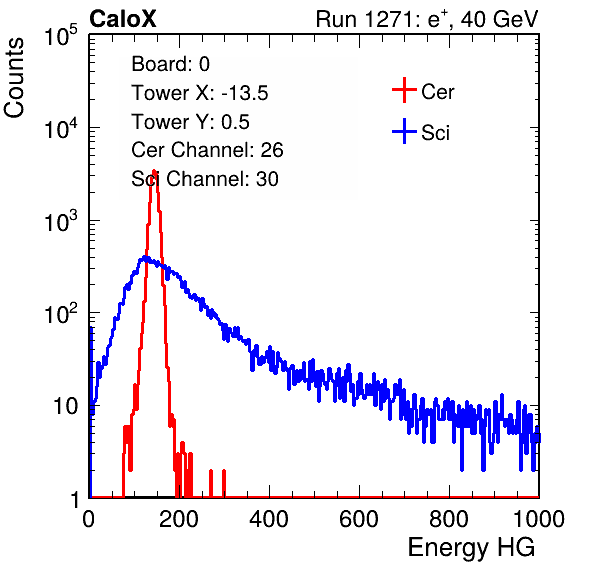 CaloX Run 1271: e⁺, 40 GeV
Counts
Board: 0
Tower X: -13.5
Tower Y: 0.5
Cer Channel: 26
Sci Channel: 30
Cer
Sci
10⁵
10⁴
10³
10²
10
1
0 200 400 600 800 1000
Energy HG